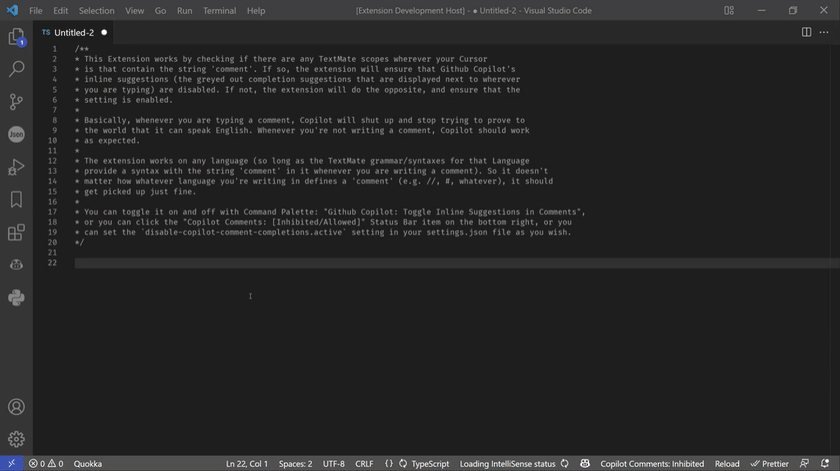 File Edit Selection View Go Run Terminal Help [Extension Development Host] - ● Untitled-2 - Visual Studio Code
TS Untitled-2 ●
1 /**
2 * This Extension works by checking if there are any TextMate scopes wherever your Cursor
3 * is that contain the string 'comment'. If so, the extension will ensure that Github Copilot's
4 * inline suggestions (the greyed out completion suggestions that are displayed next to wherever
5 * you are typing) are disabled. If not, the extension will do the opposite, and ensure that the
6 * setting is enabled.
7 *
8 * Basically, whenever you are typing a comment, Copilot will shut up and stop trying to prove to
9 * the world that it can speak English. Whenever you're not writing a comment, Copilot should work
10 * as expected.
11 *
12 * The extension works on any language (so long as the TextMate grammar/syntaxes for that Language
13 * provide a syntax with the string 'comment' in it whenever you are writing a comment). So it doesn't
14 * matter how whatever language you're writing in defines a 'comment' (e.g. //, #, whatever), it should
15 * get picked up just fine.
16 *
17 * You can toggle it on and off with Command Palette: "Github Copilot: Toggle Inline Suggestions in Comments",
18 * or you can click the "Copilot Comments: [Inhibited/Allowed]" Status Bar item on the bottom right, or you
19 * can set the `disable-copilot-comment-completions.active` setting in your settings.json file as you wish.
20 */
21
22
1
Jsen
0 0 Quokka Ln 22, Col 1 Spaces: 2 UTF-8 CRLF {} TypeScript Loading IntelliSense status Copilot Comments: Inhibited Reload Prettier